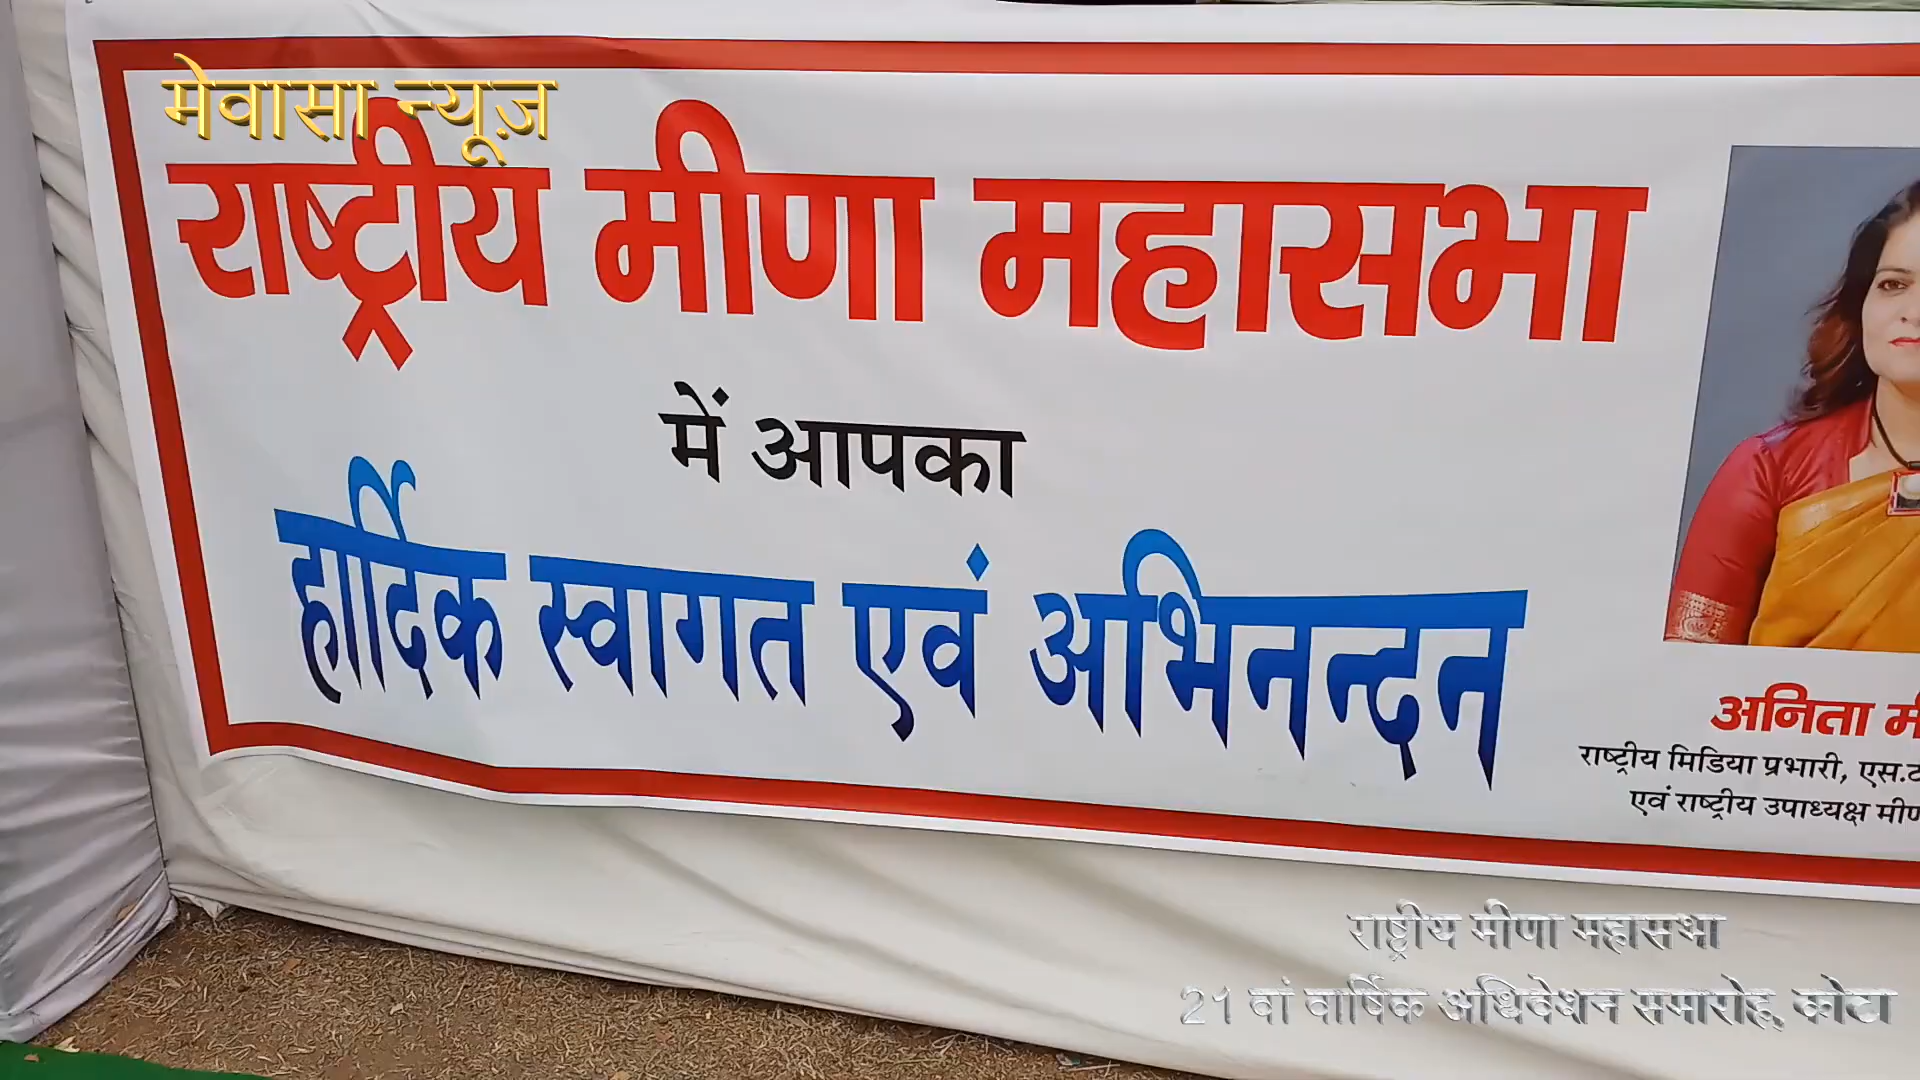 मेवासा न्यूज़
राष्ट्रीय मीणा महासभा
में आपका
हार्दिक स्वागत एवं अभिनन्दन
अनिता
राष्ट्रीय मिडिया प्रभारी,
एवं राष्ट्रीय उपाध्यक्ष
राष्ट्रीय मीणा महासभा
21 वां वार्षिक अधिवेशन समारोह, कोटा